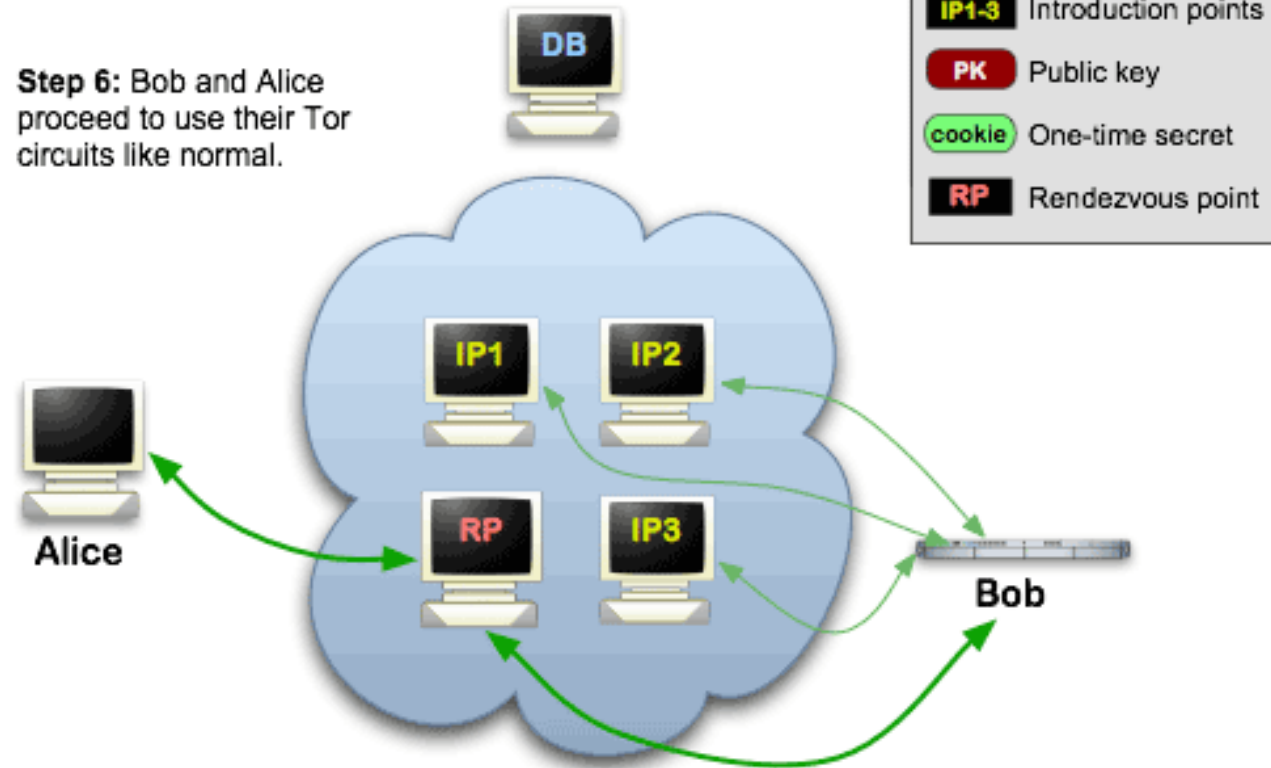 DB
IP1-3 Introduction points
Step 6: Bob and Alice
proceed to use their Tor
circuits like normal.
PK Public key
cookie One-time secret
RP Rendezvous point
IP1 IP2
Alice
RP IP3
Bob